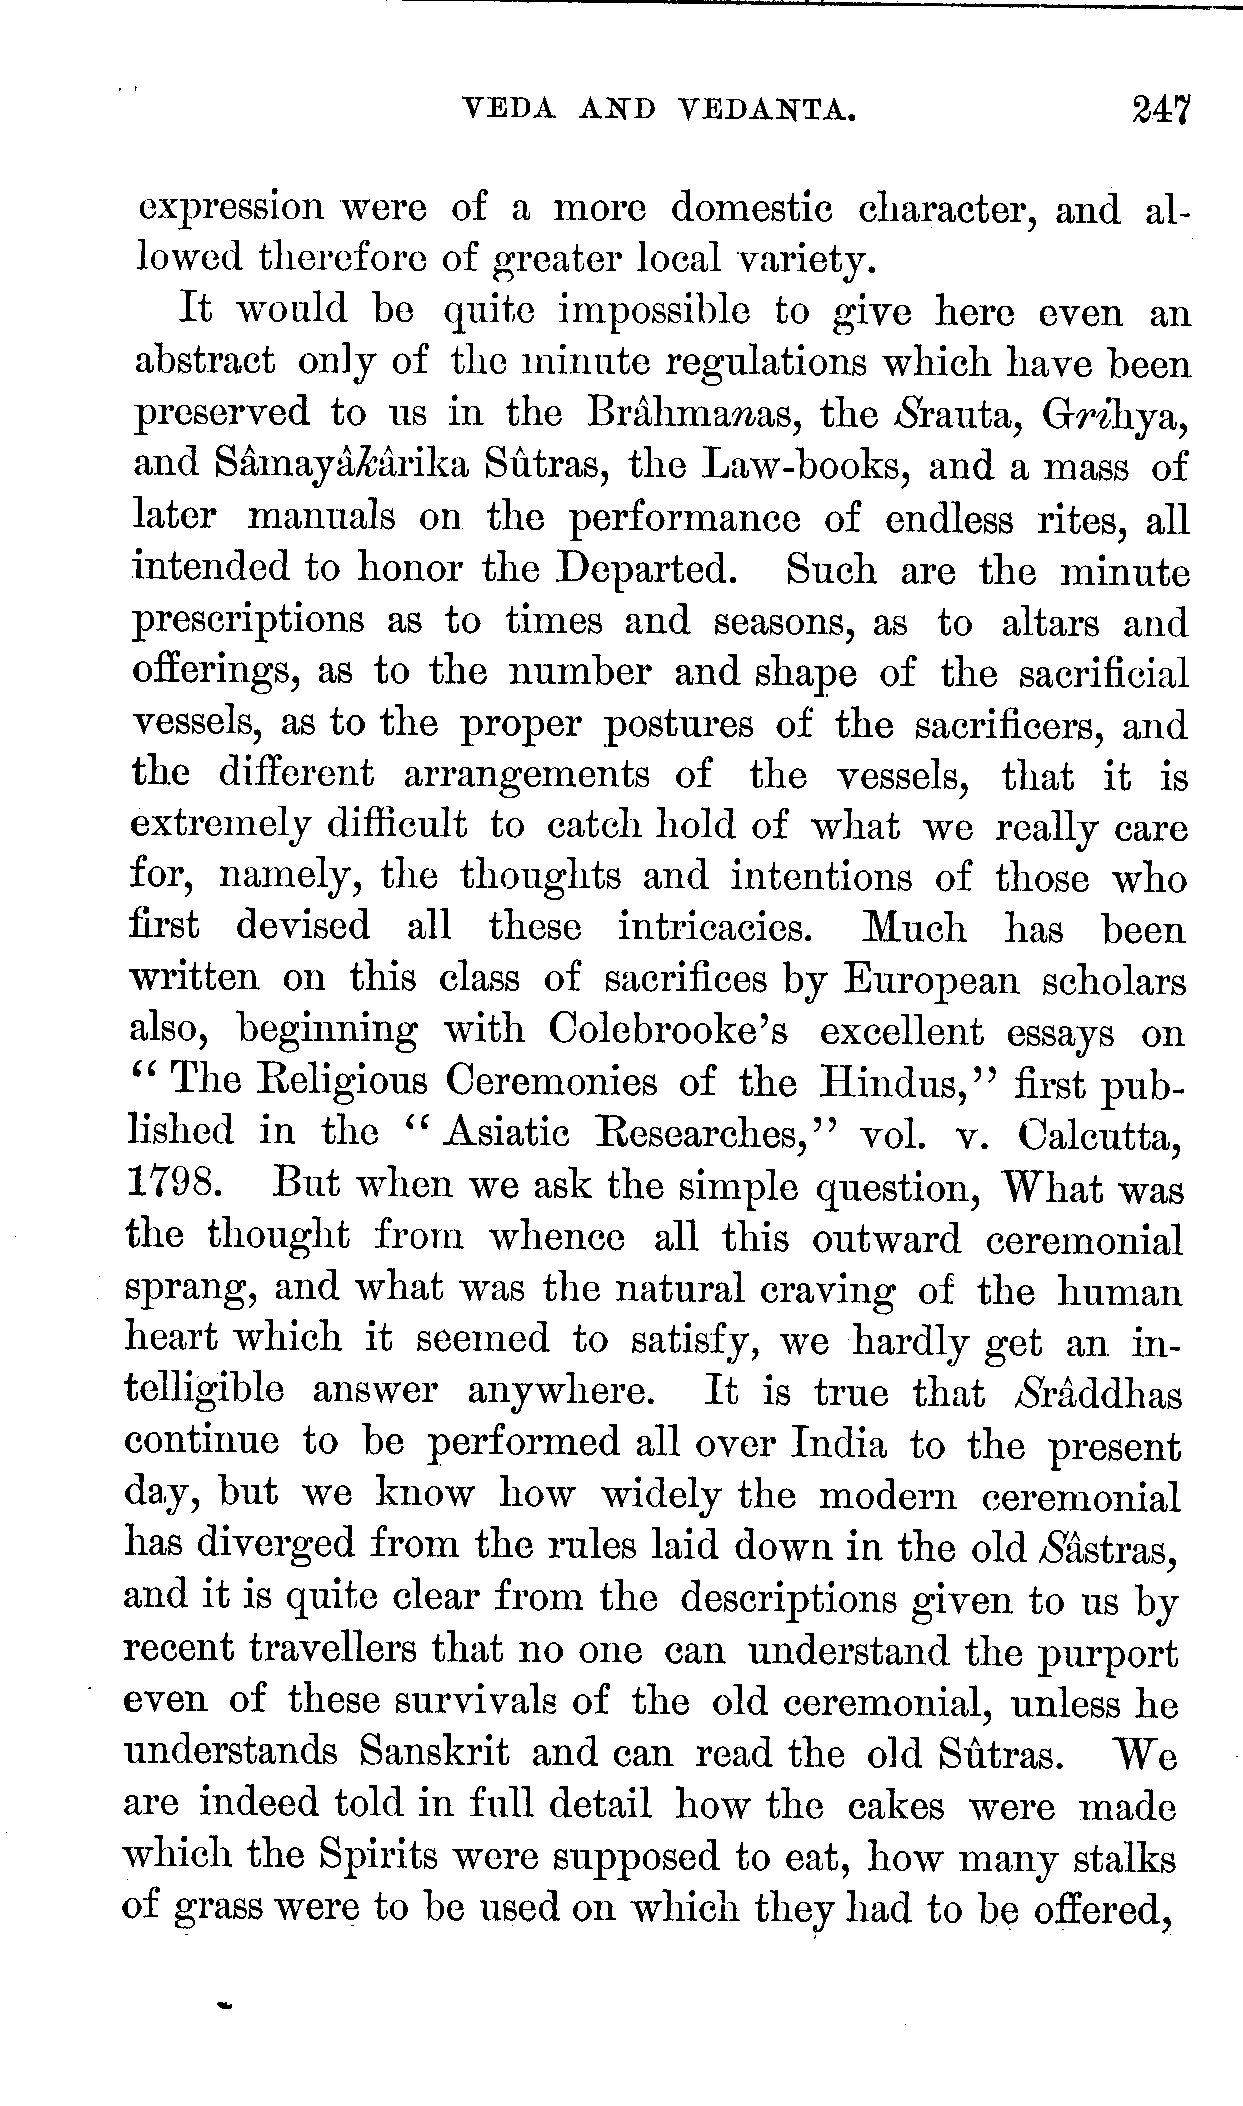 VEDA AND VEDANTA. 247
expression were of a more domestic character, and al-
lowed therefore of greater local variety.
It would be quite impossible to give here even an
abstract only of the minute regulations which have been
preserved to us in the Brâhmanas, the Srauta, Grihya,
and Sâmayâkârika Sûtras, the Law-books, and a mass of
later manuals on the performance of endless rites, all
intended to honor the Departed. Such are the minute
prescriptions as to times and seasons, as to altars and
offerings, as to the number and shape of the sacrificial
vessels, as to the proper postures of the sacrificers, and
the different arrangements of the vessels, that it is
extremely difficult to catch hold of what we really care
for, namely, the thoughts and intentions of those who
first devised all these intricacies. Much has been
written on this class of sacrifices by European scholars
also, beginning with Colebrooke's excellent essays on
“ The Religious Ceremonies of the Hindus,” first pub-
lished in the “ Asiatic Researches,” vol. v. Calcutta,
1798. But when we ask the simple question, What was
the thought from whence all this outward ceremonial
sprang, and what was the natural craving of the human
heart which it seemed to satisfy, we hardly get an in-
telligible answer anywhere. It is true that Srâddhas
continue to be performed all over India to the present
day, but we know how widely the modern ceremonial
has diverged from the rules laid down in the old Sâstras,
and it is quite clear from the descriptions given to us by
recent travellers that no one can understand the purport
even of these survivals of the old ceremonial, unless he
understands Sanskrit and can read the old Sûtras. We
are indeed told in full detail how the cakes were made
which the Spirits were supposed to eat, how many stalks
of grass were to be used on which they had to be offered,